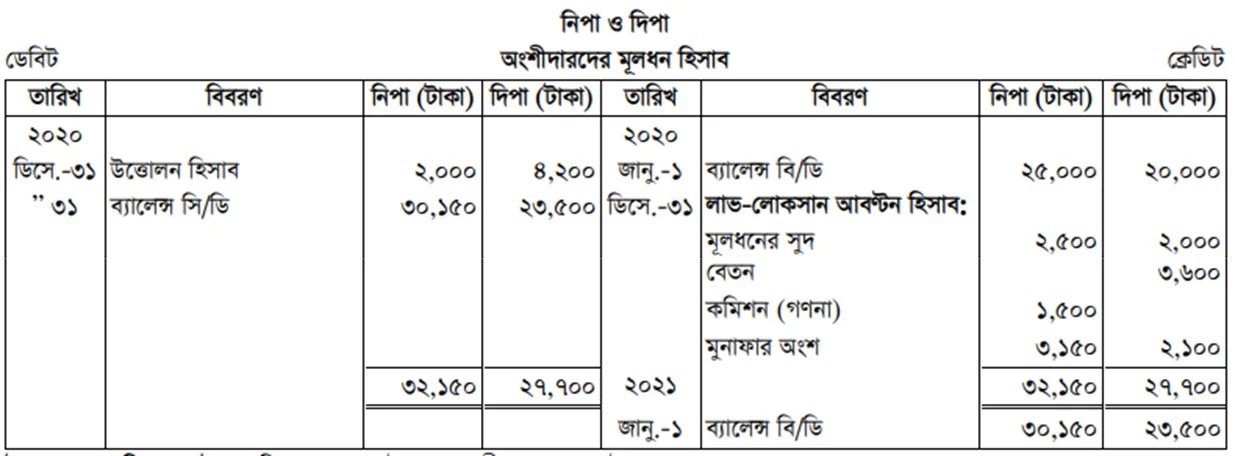 নিপা ও দিপা
ডেবিট অংশীদারদের মূলধন হিসাব ক্রেডিট
তারিখ বিবরণ নিপা (টাকা) দিপা (টাকা) তারিখ বিবরণ নিপা (টাকা) দিপা (টাকা)
২০২০ ২০২০
ডিসে.-৩১ উত্তোলন হিসাব ২,০০০ ৪,২০০ জানু.-১ ব্যালেন্স বি/ডি ২৫,০০০ ২০,০০০
” ৩১ ব্যালেন্স সি/ডি ৩০,১৫০ ২৩,৫০০ ডিসে.-৩১ লাভ-লোকসান আবণ্টন হিসাব:
মূলধনের সুদ ২,৫০০ ২,০০০
বেতন ৩,৬০০
কমিশন (গণনা) ১,৫০০
মুনাফার অংশ ৩,১৫০ ২,১০০
৩২,১৫০ ২৭,৭০০ ২০২১ ৩২,১৫০ ২৭,৭০০
জানু.-১ ব্যালেন্স বি/ডি ৩০,১৫০ ২৩,৫০০